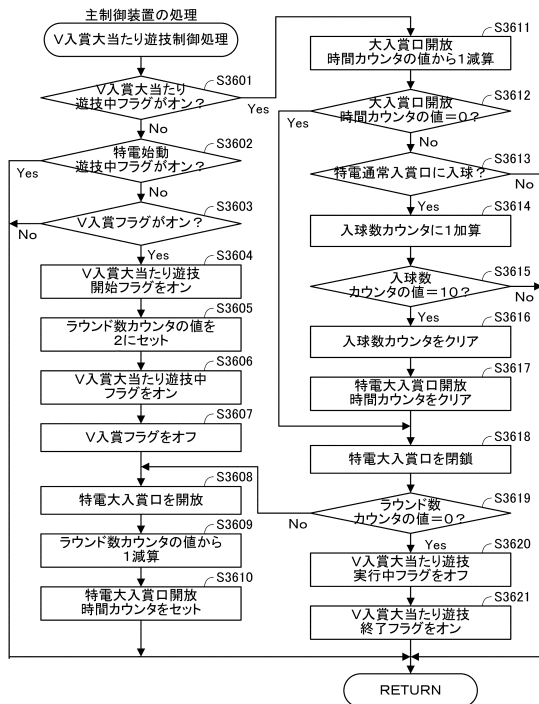 主制御装置の処理
V入賞大当たり遊技制御処理
S3601
V入賞大当たり
遊技中フラグがオン？
Yes
No
S3602
特電始動
遊技中フラグがオン？
Yes
No
S3603
V入賞フラグがオン？
No
Yes
S3604
V入賞大当たり遊技
開始フラグをオン
S3605
ラウンド数カウンタの値を
2にセット
S3606
V入賞大当たり遊技中
フラグをオン
S3607
V入賞フラグをオフ
S3608
特電大入賞口を開放
S3609
ラウンド数カウンタの値から
1減算
S3610
特電大入賞口開放
時間カウンタをセット
S3611
大入賞口開放
時間カウンタの値から1減算
S3612
大入賞口開放
時間カウンタの値＝0？
Yes
No
S3613
特電通常入賞口に入球？
No
Yes
S3614
入球数カウンタに1加算
S3615
入球数
カウンタの値＝10？
No
Yes
S3616
入球数カウンタをクリア
S3617
特電大入賞口開放
時間カウンタをクリア
S3618
特電大入賞口を閉鎖
S3619
ラウンド数
カウンタの値＝0？
No
Yes
S3620
V入賞大当たり遊技
実行中フラグをオフ
S3621
V入賞大当たり遊技
終了フラグをオン
RETURN